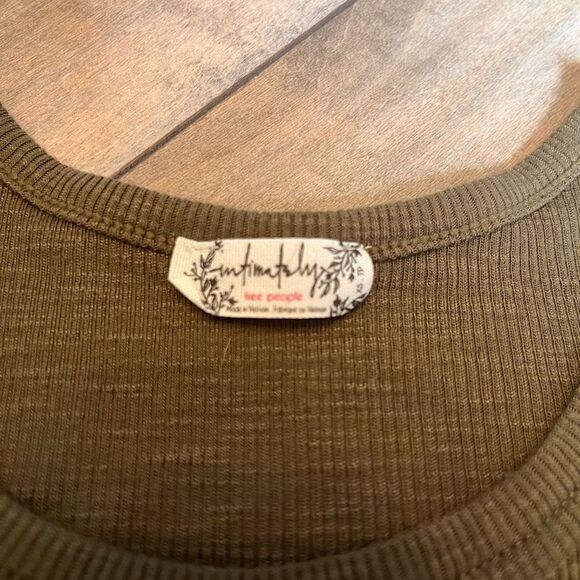 intimately
free people
Made in Vietnam / Fabriqué au Vietnam
XS / TP